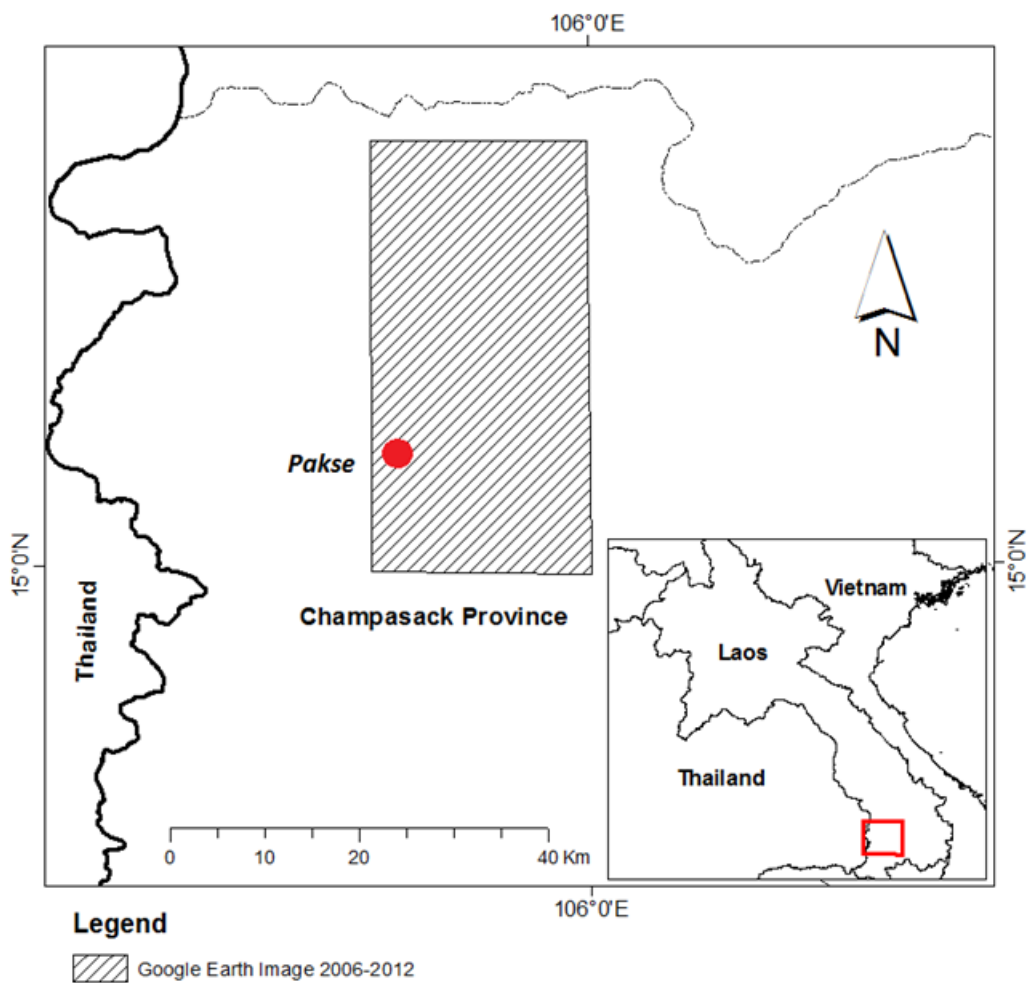 106°0'E
N
Pakse
15°0'N
15°0'N
Champasack Province
Thailand
Vietnam
Laos
Thailand
0 10 20 40 Km
106°0'E
Legend
Google Earth Image 2006-2012